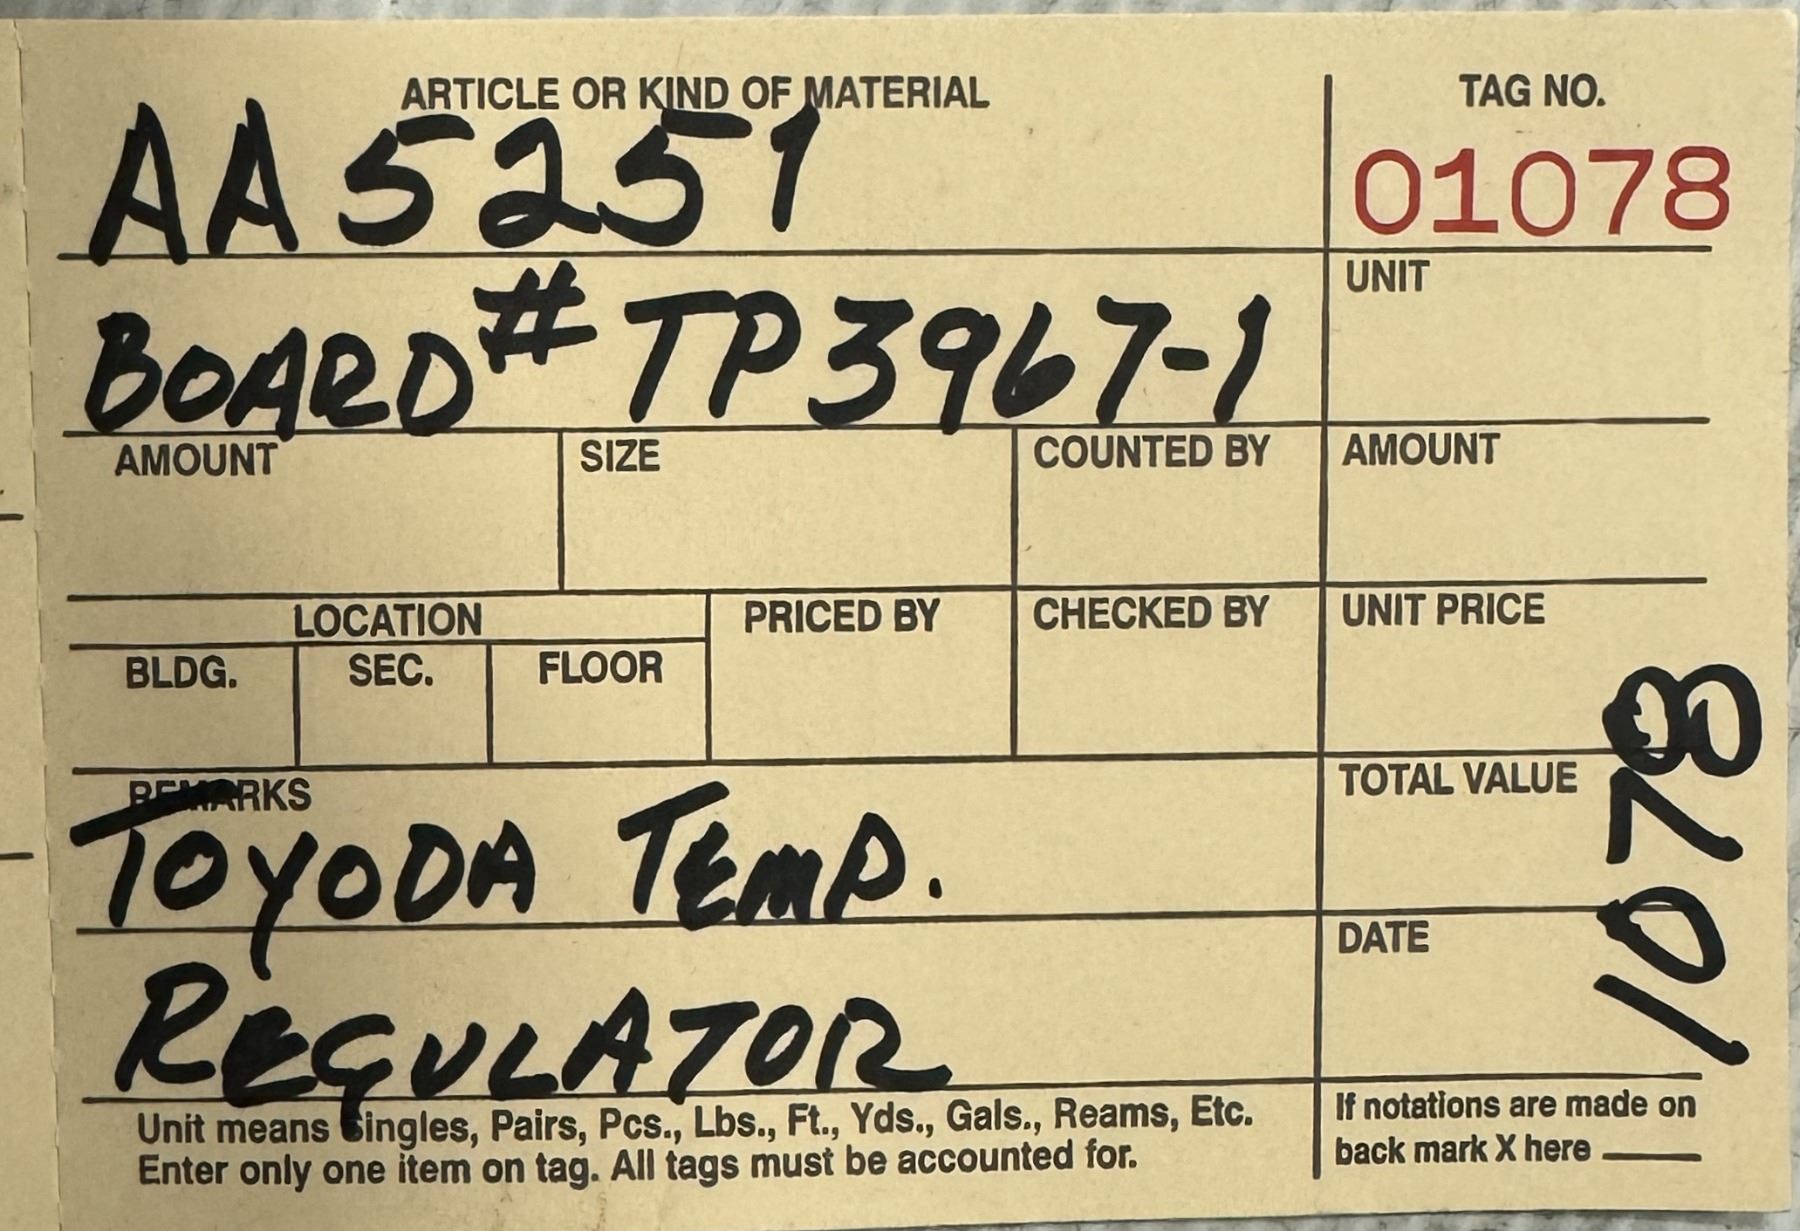 ARTICLE OR KIND OF MATERIAL
AA5251
TAG NO.
01078
BOARD# TP3967-1
UNIT
AMOUNT
SIZE
COUNTED BY
AMOUNT
LOCATION
BLDG.
SEC.
FLOOR
PRICED BY
CHECKED BY
UNIT PRICE
REMARKS
TOYODA TEMP.
REGULATOR
TOTAL VALUE
DATE
1078
Unit means Singles, Pairs, Pcs., Lbs., Ft., Yds., Gals., Reams, Etc.
Enter only one item on tag. All tags must be accounted for.
If notations are made on
back mark X here